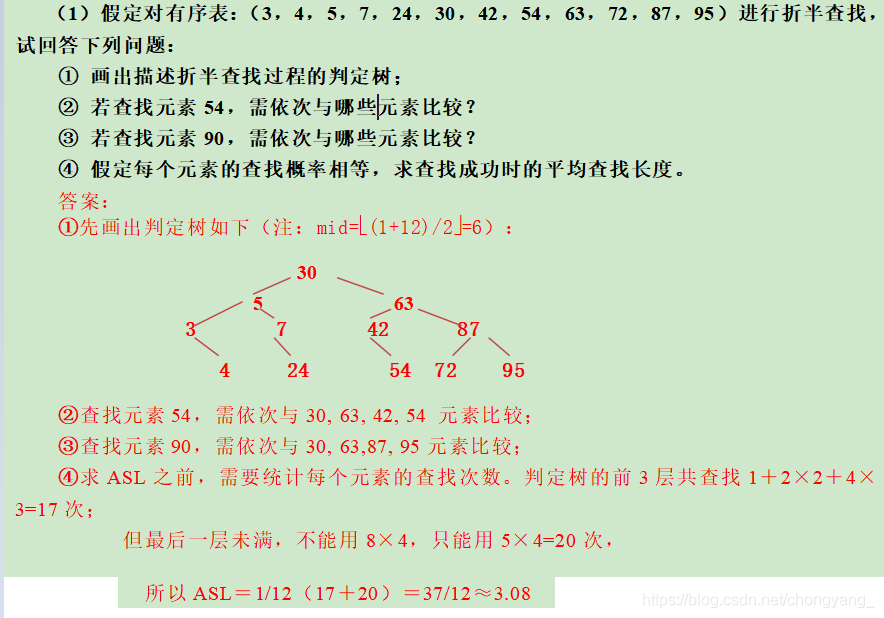 （1）假定对有序表：（3，4，5，7，24，30，42，54，63，72，87，95）进行折半查找，
试回答下列问题：
① 画出描述折半查找过程的判定树；
② 若查找元素 54，需依次与哪些元素比较？
③ 若查找元素 90，需依次与哪些元素比较？
④ 假定每个元素的查找概率相等，求查找成功时的平均查找长度。
答案：
①先画出判定树如下（注：mid=⌊(1+12)/2⌋=6）：
30
5 63
3 7 42 87
4 24 54 72 95
②查找元素 54，需依次与 30, 63, 42, 54 元素比较；
③查找元素 90，需依次与 30, 63,87, 95 元素比较；
④求 ASL 之前，需要统计每个元素的查找次数。判定树的前 3 层共查找 1＋2×2＋4×
3=17 次；
但最后一层未满，不能用 8×4，只能用 5×4=20 次，
所以 ASL＝1/12（17＋20）＝37/12≈3.08
https://blog.csdn.net/chongyang_